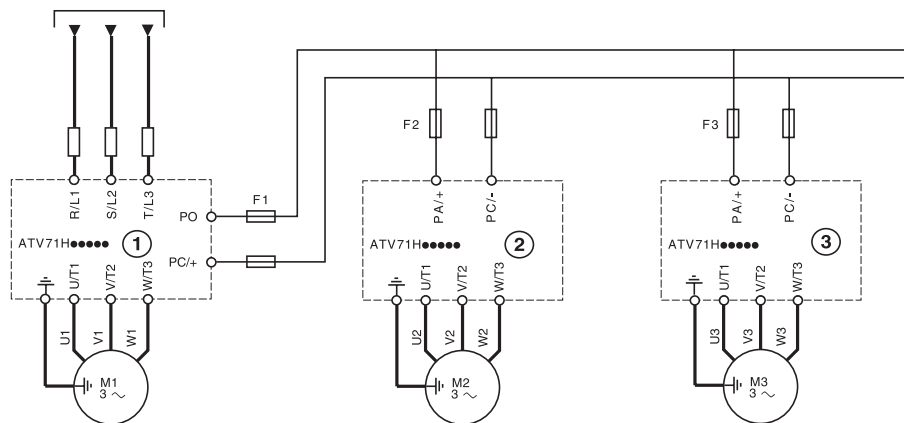 R/L1
S/L2
T/L3
PO
F1
ATV71H●●●●●
1
PC/+
U/T1
V/T2
W/T3
U1
V1
W1
M1
3 ~
F2
PA/+
PC/-
ATV71H●●●●●
2
U/T1
V/T2
W/T3
U2
V2
W2
M2
3 ~
F3
PA/+
PC/-
ATV71H●●●●●
3
U/T1
V/T2
W/T3
U3
V3
W3
M3
3 ~